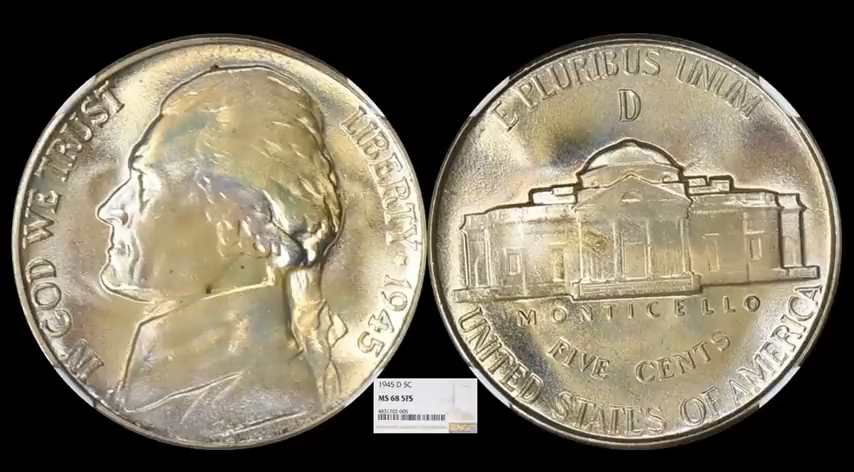 IN GOD WE TRUST
LIBERTY · 1945
E PLURIBUS UNUM
D
MONTICELLO
FIVE CENTS
UNITED STATES OF AMERICA
1945 D 5C
MS 68 5FS
NGC